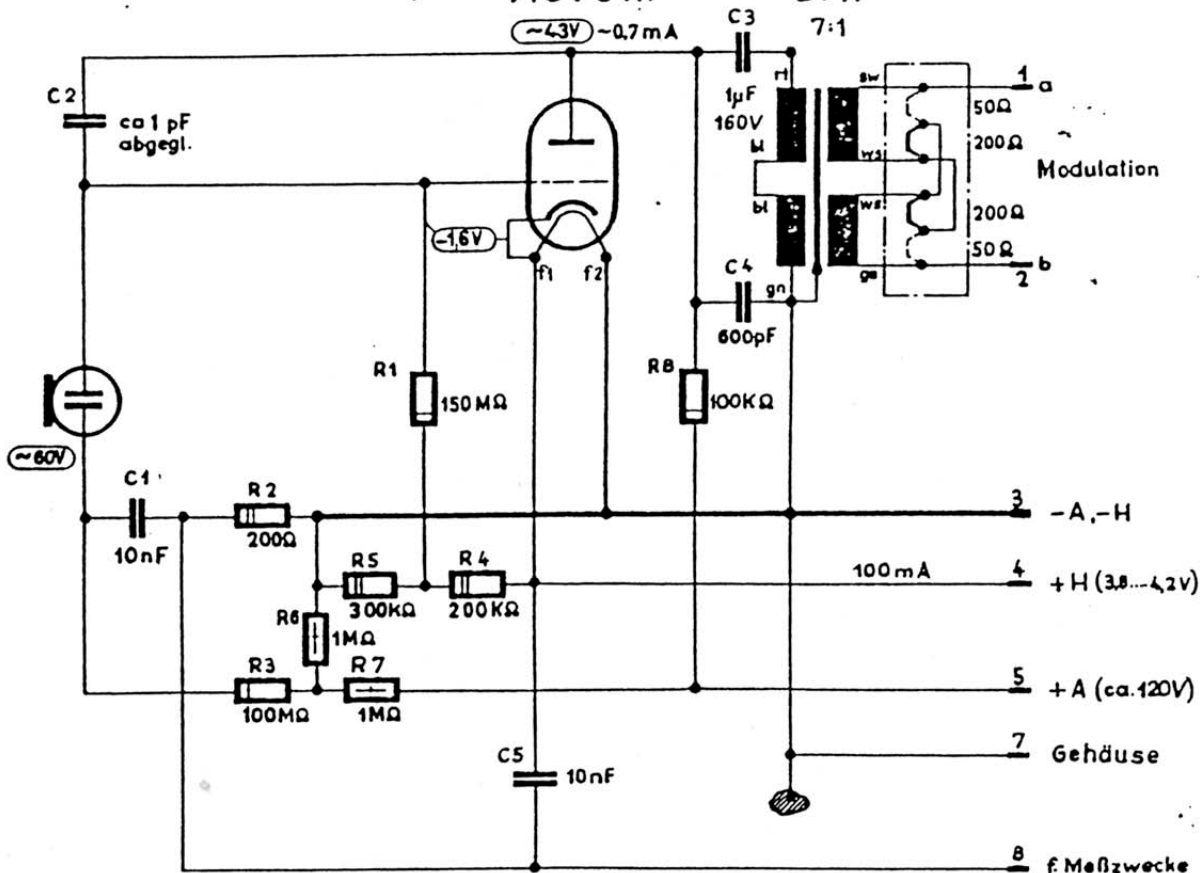 ~43V ~0,7mA
C3
7:1
C2
ca 1 pF
abgegl.
1µF
160V
rt
sw
1
a
50Ω
200Ω
bl
ws
Modulation
bl
ws
200Ω
50Ω
-1,6V
f1
f2
C4
gn
600pF
b
2
R1
150MΩ
R8
100KΩ
~60V
C1
10nF
R2
200Ω
3
-A,-H
R5
300KΩ
R4
200KΩ
100mA
4
+H (3,8....4,2V)
R6
1MΩ
R3
100MΩ
R7
1MΩ
5
+A (ca.120V)
7
Gehäuse
C5
10nF
8
f. Meßzwecke